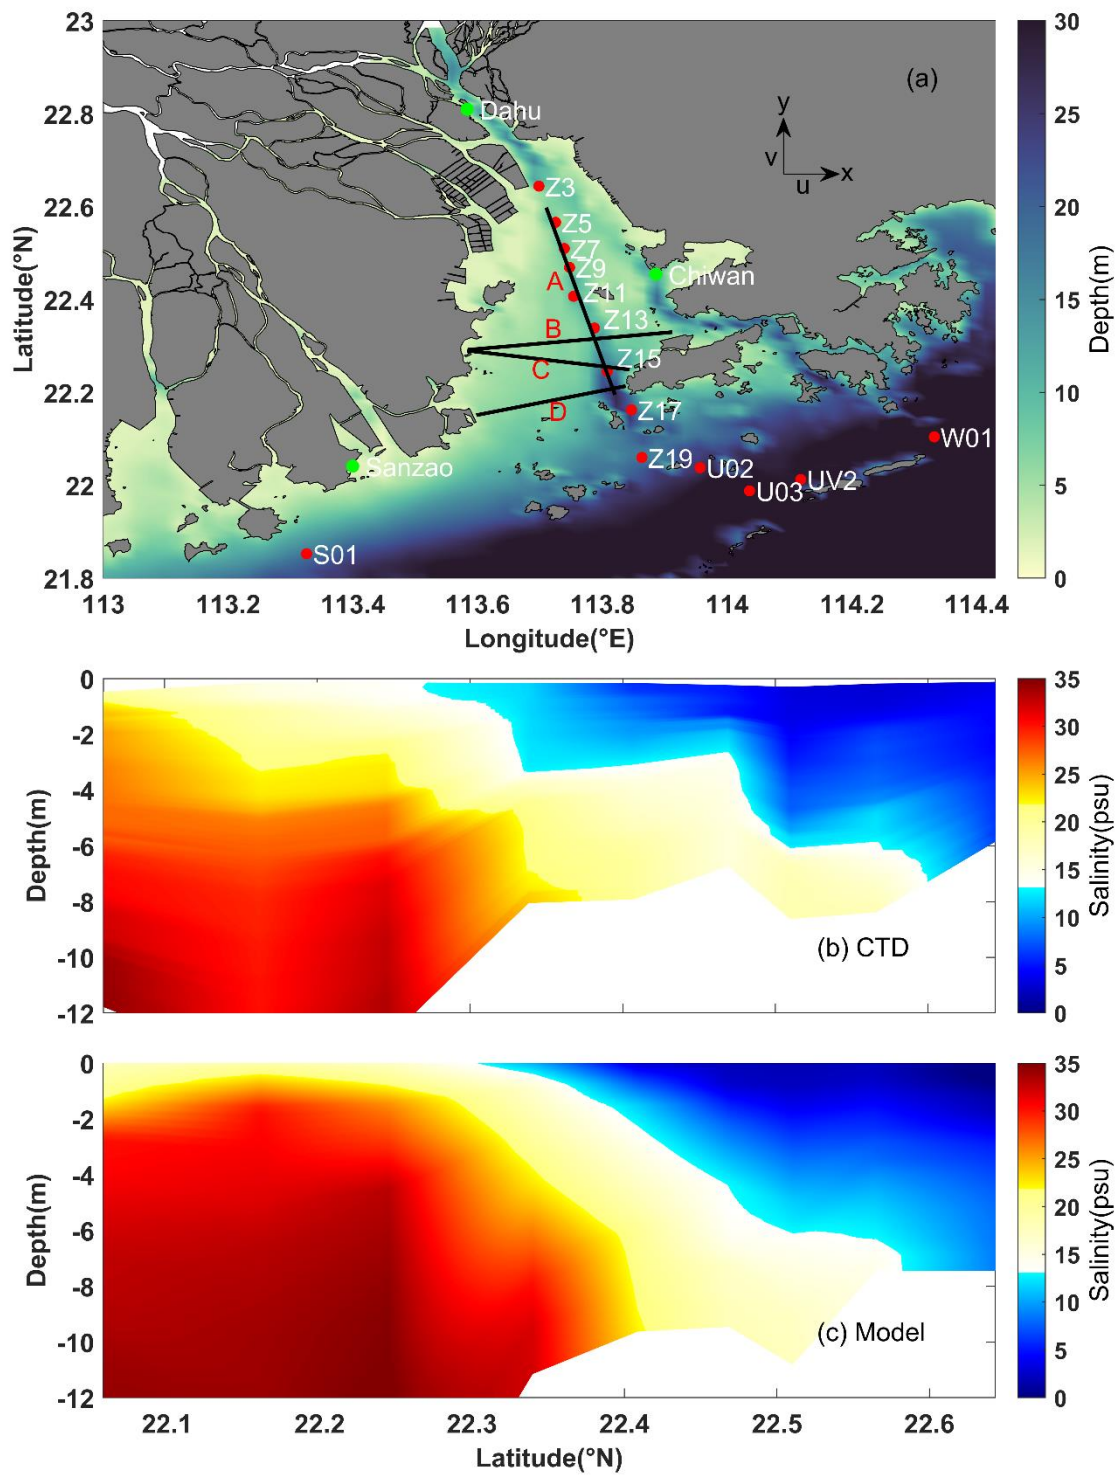 23
22.8
22.6
22.4
22.2
22
21.8
Latitude(°N)
113
113.2
113.4
113.6
113.8
114
114.2
114.4
Longitude(°E)
(a)
y
v
x
u
Dahu
Z3
Z5
Z7
Z9
A
Z11
Chiwan
Z13
B
Z15
C
D
Z17
Sanzao
Z19
U02
U03
UV2
W01
S01
30
25
20
15
10
5
0
Depth(m)
0
-2
-4
-6
-8
-10
-12
Depth(m)
(b) CTD
35
30
25
20
15
10
5
0
Salinity(psu)
0
-2
-4
-6
-8
-10
-12
Depth(m)
(c) Model
22.1
22.2
22.3
22.4
22.5
22.6
Latitude(°N)
35
30
25
20
15
10
5
0
Salinity(psu)